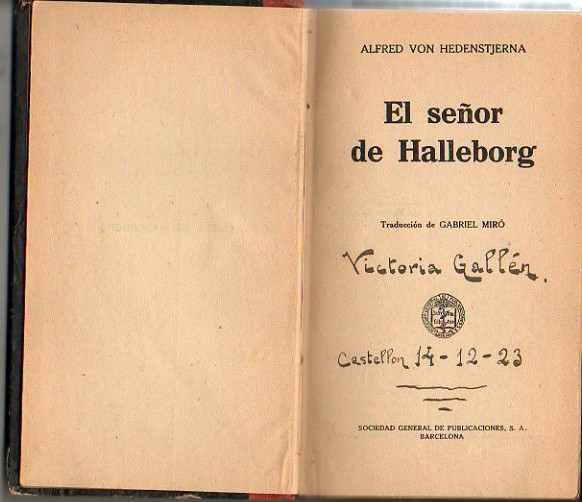 ALFRED VON HEDENSTJERNA
El señor
de Halleborg
Traducción de GABRIEL MIRÓ
Victoria Gallén.
Castellon 14-12-23
SOCIEDAD GENERAL DE PUBLICACIONES, S. A.
BARCELONA